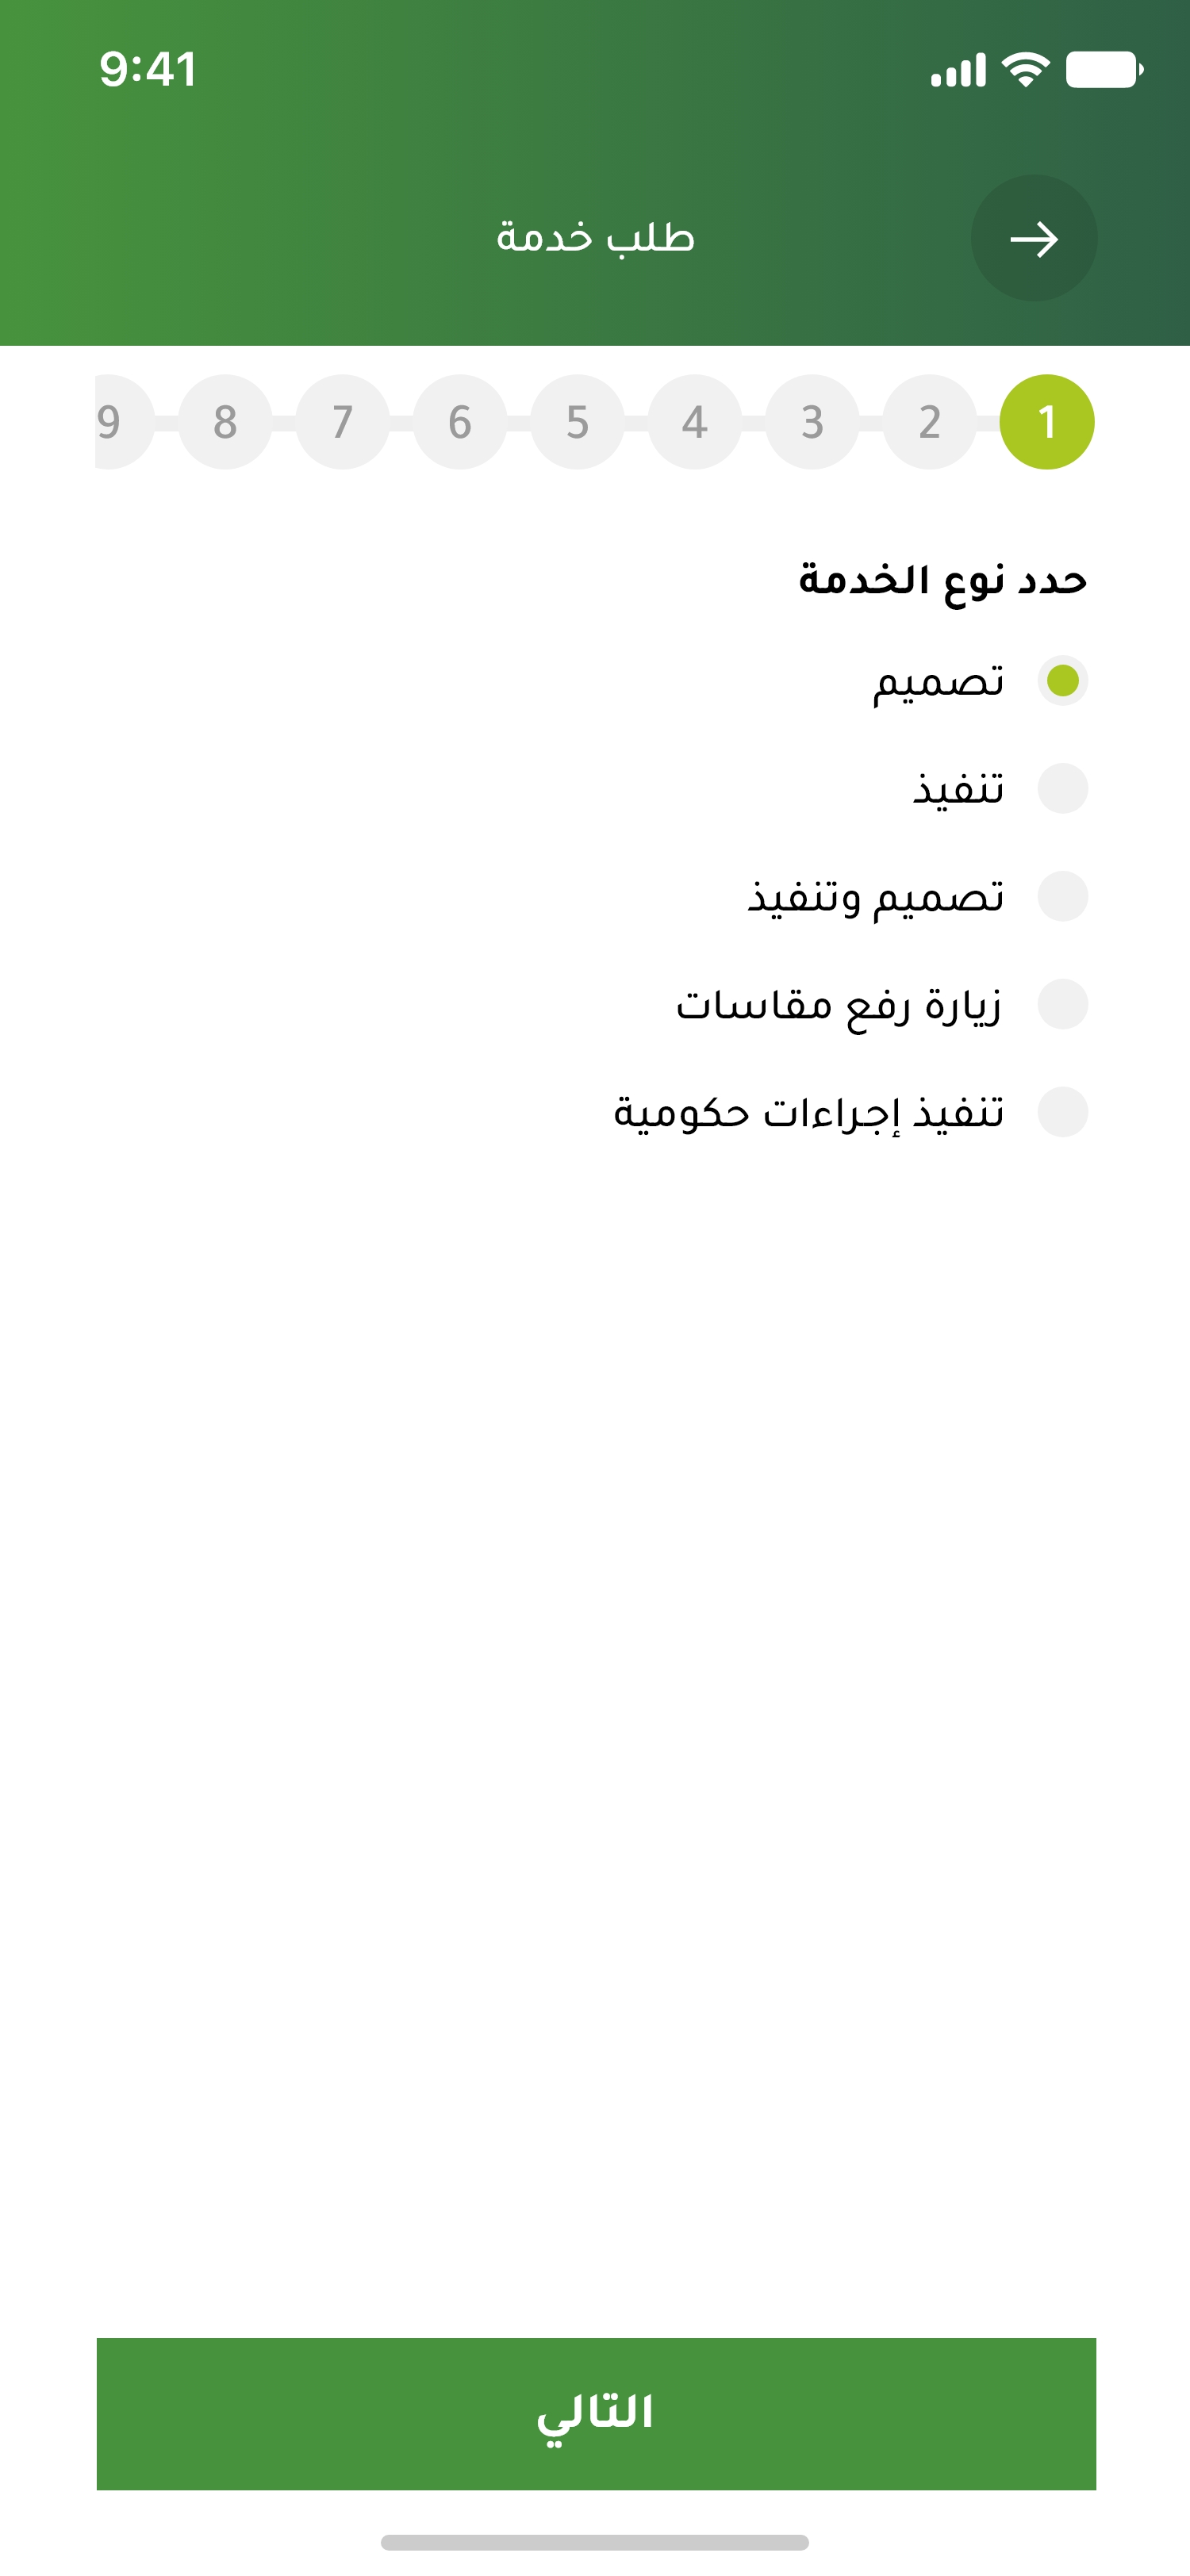 9:41
طلب خدمة
1 2 3 4 5 6 7 8 9
حدد نوع الخدمة
تصميم
تنفيذ
تصميم وتنفيذ
زيارة رفع مقاسات
تنفيذ إجراءات حكومية
التالي